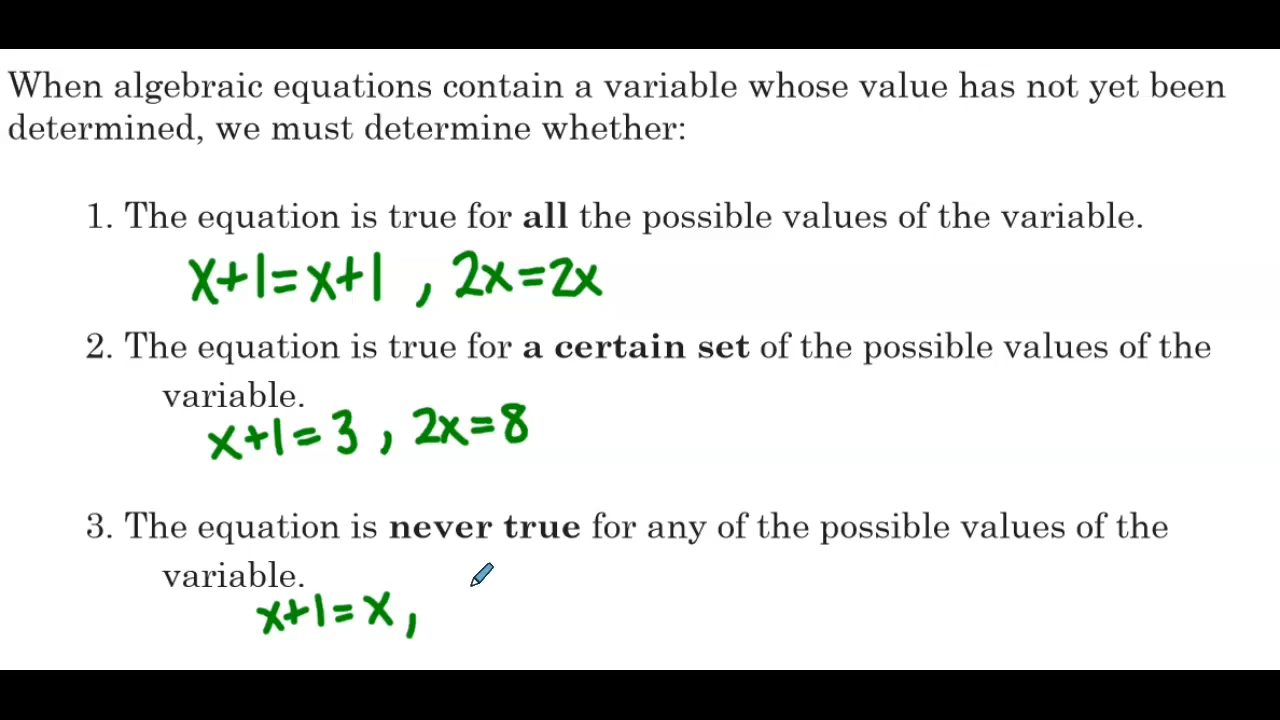 When algebraic equations contain a variable whose value has not yet been
determined, we must determine whether:
1. The equation is true for all the possible values of the variable.
x+1=x+1 , 2x=2x
2. The equation is true for a certain set of the possible values of the
variable.
x+1=3 , 2x=8
3. The equation is never true for any of the possible values of the
variable.
x+1=x ,